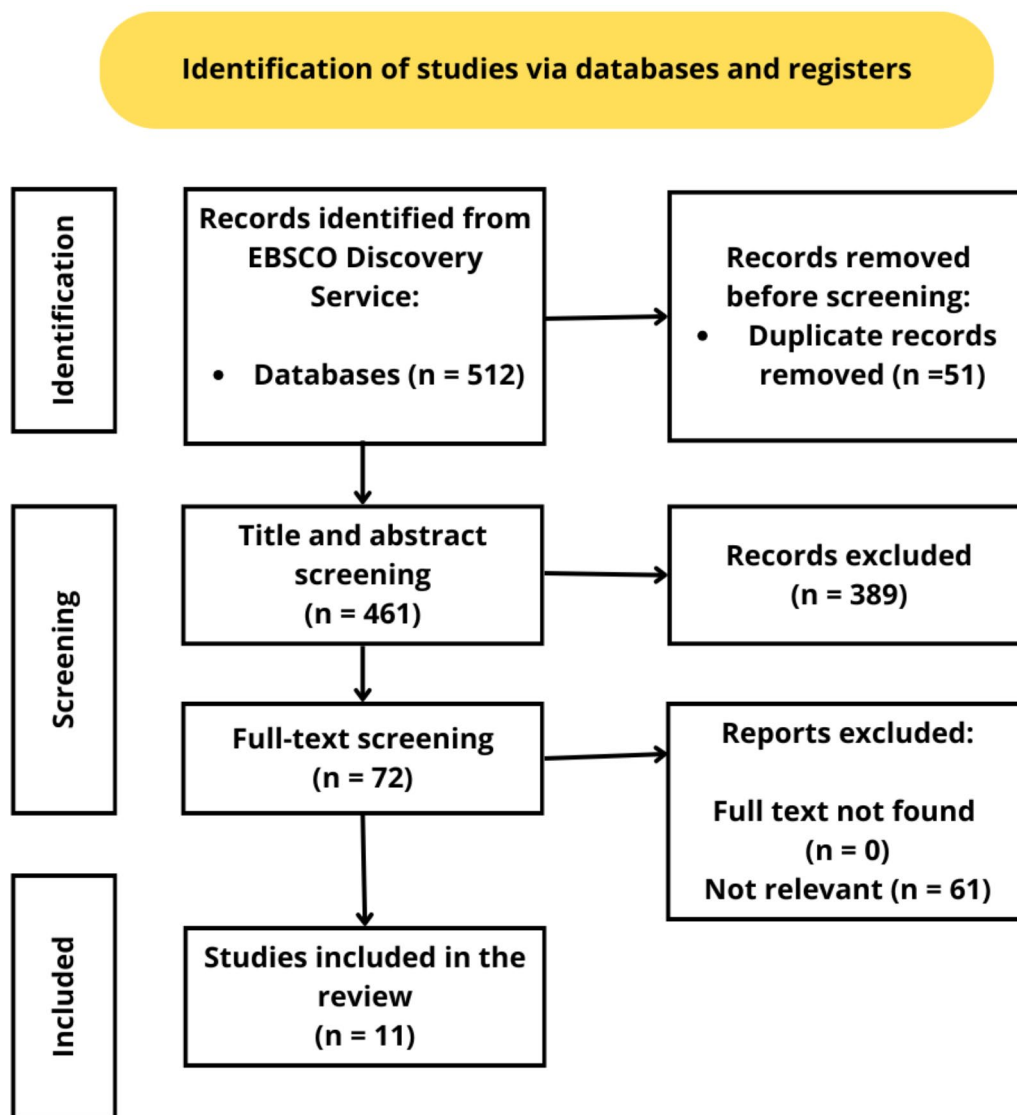 Identification of studies via databases and registers
Identification
Records identified from
EBSCO Discovery
Service:
• Databases (n = 512)
Records removed
before screening:
• Duplicate records
removed (n =51)
Screening
Title and abstract
screening
(n = 461)
Records excluded
(n = 389)
Full-text screening
(n = 72)
Reports excluded:
Full text not found
(n = 0)
Not relevant (n = 61)
Included
Studies included in the
review
(n = 11)